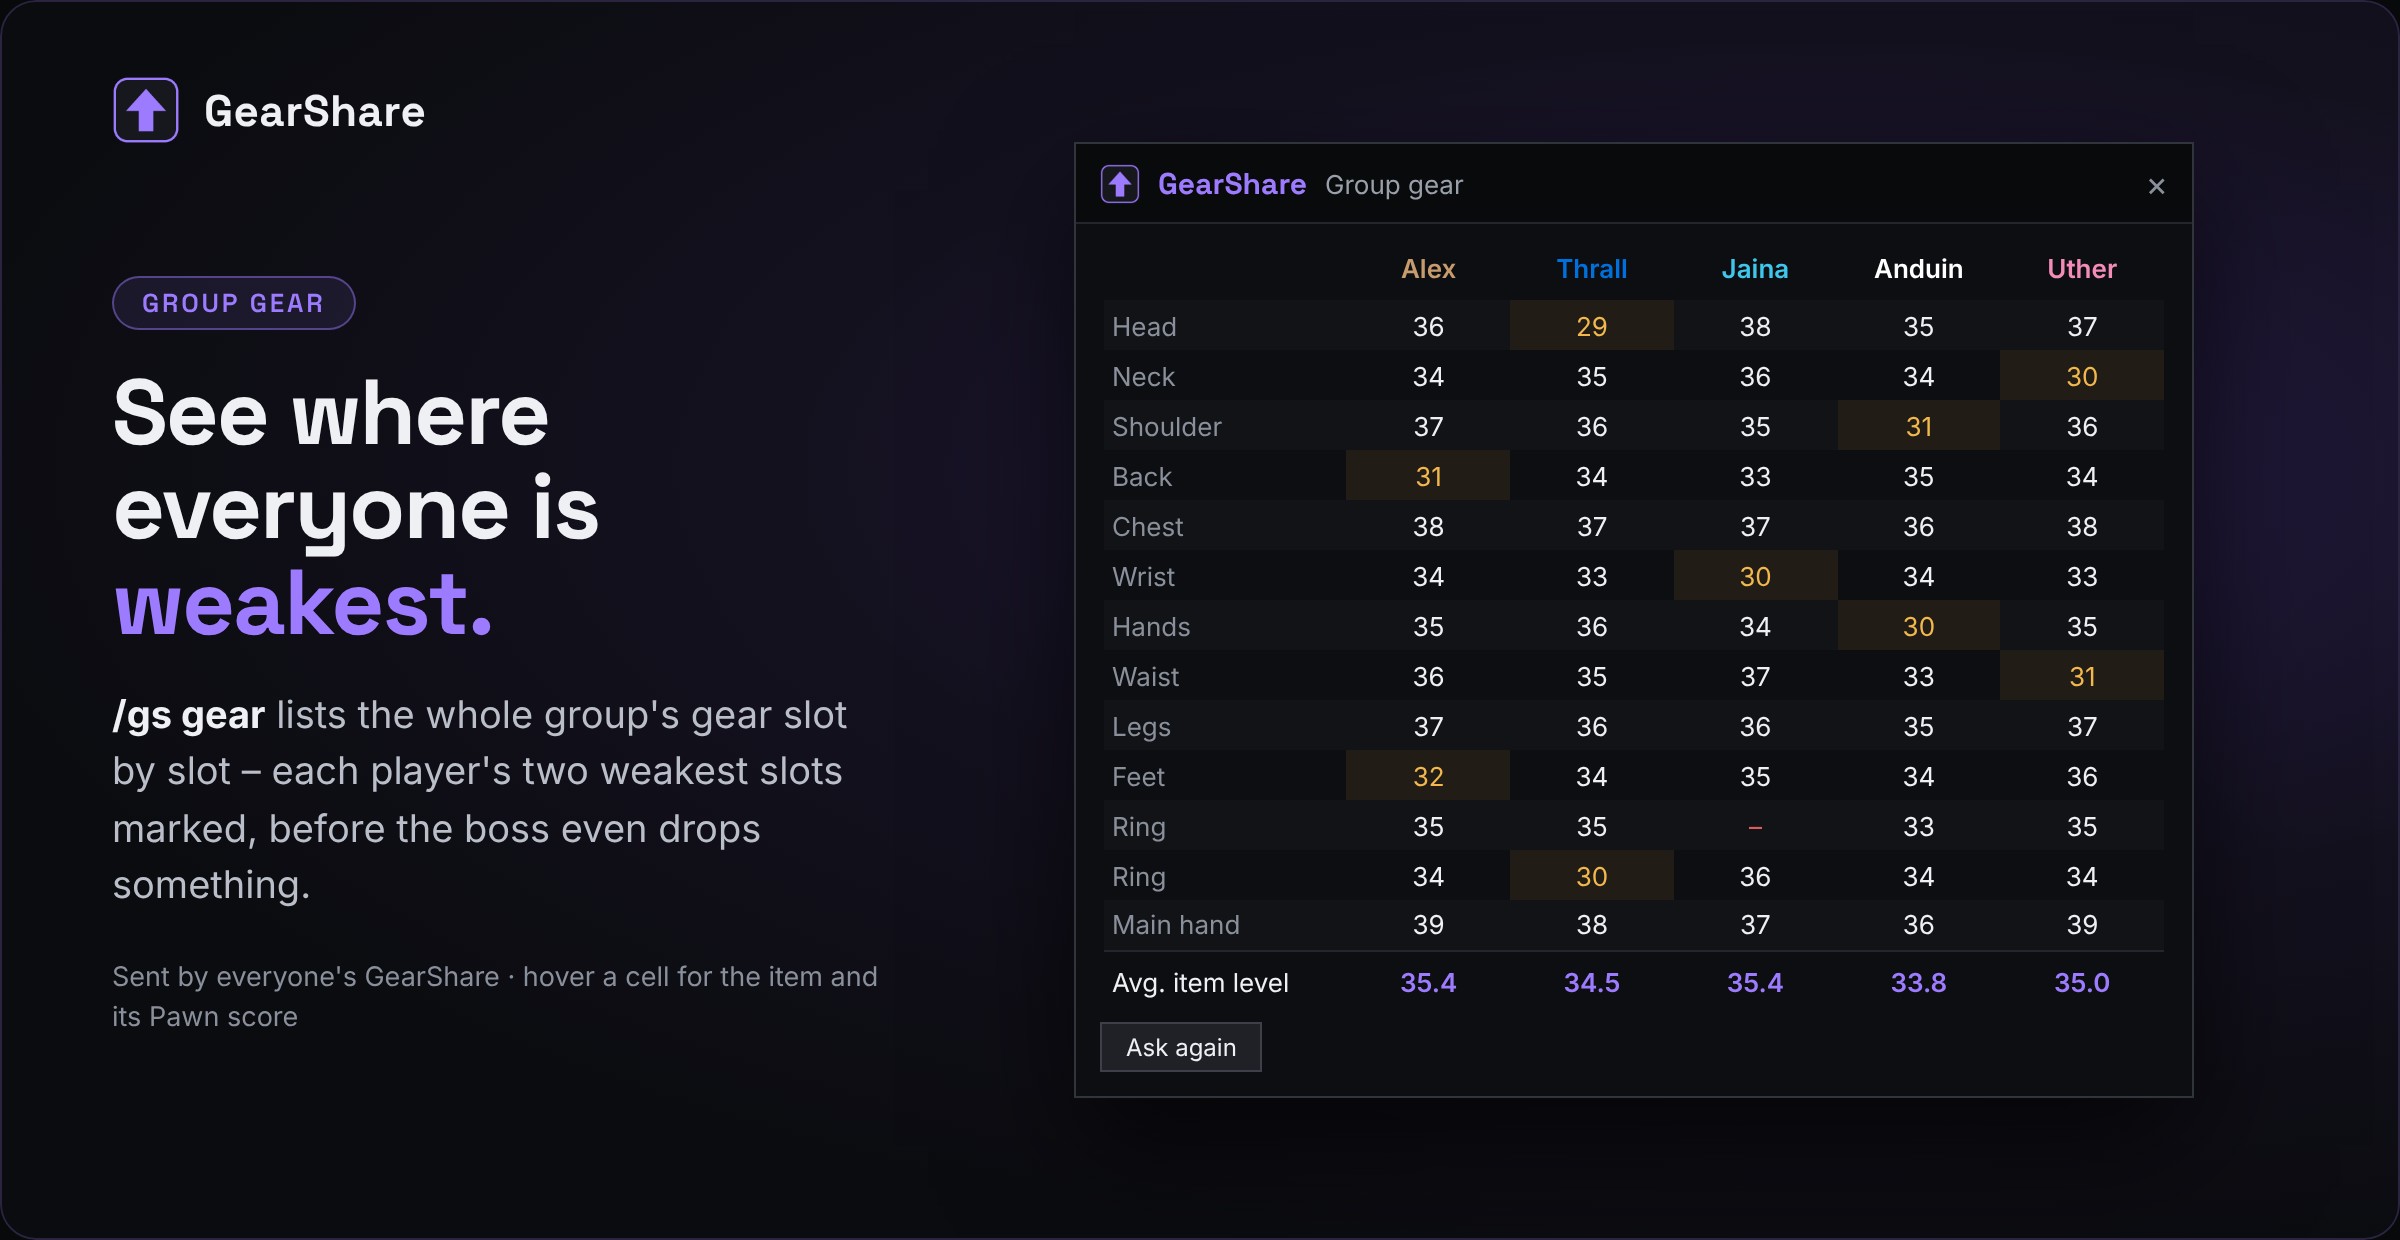 GearShare
GROUP GEAR
See where
everyone is
weakest.
/gs gear lists the whole group's gear slot
by slot – each player's two weakest slots
marked, before the boss even drops
something.
Sent by everyone's GearShare · hover a cell for the item and
its Pawn score
GearShare Group gear ×
Alex Thrall Jaina Anduin Uther
Head 36 29 38 35 37
Neck 34 35 36 34 30
Shoulder 37 36 35 31 36
Back 31 34 33 35 34
Chest 38 37 37 36 38
Wrist 34 33 30 34 33
Hands 35 36 34 30 35
Waist 36 35 37 33 31
Legs 37 36 36 35 37
Feet 32 34 35 34 36
Ring 35 35 – 33 35
Ring 34 30 36 34 34
Main hand 39 38 37 36 39
Avg. item level 35.4 34.5 35.4 33.8 35.0
Ask again